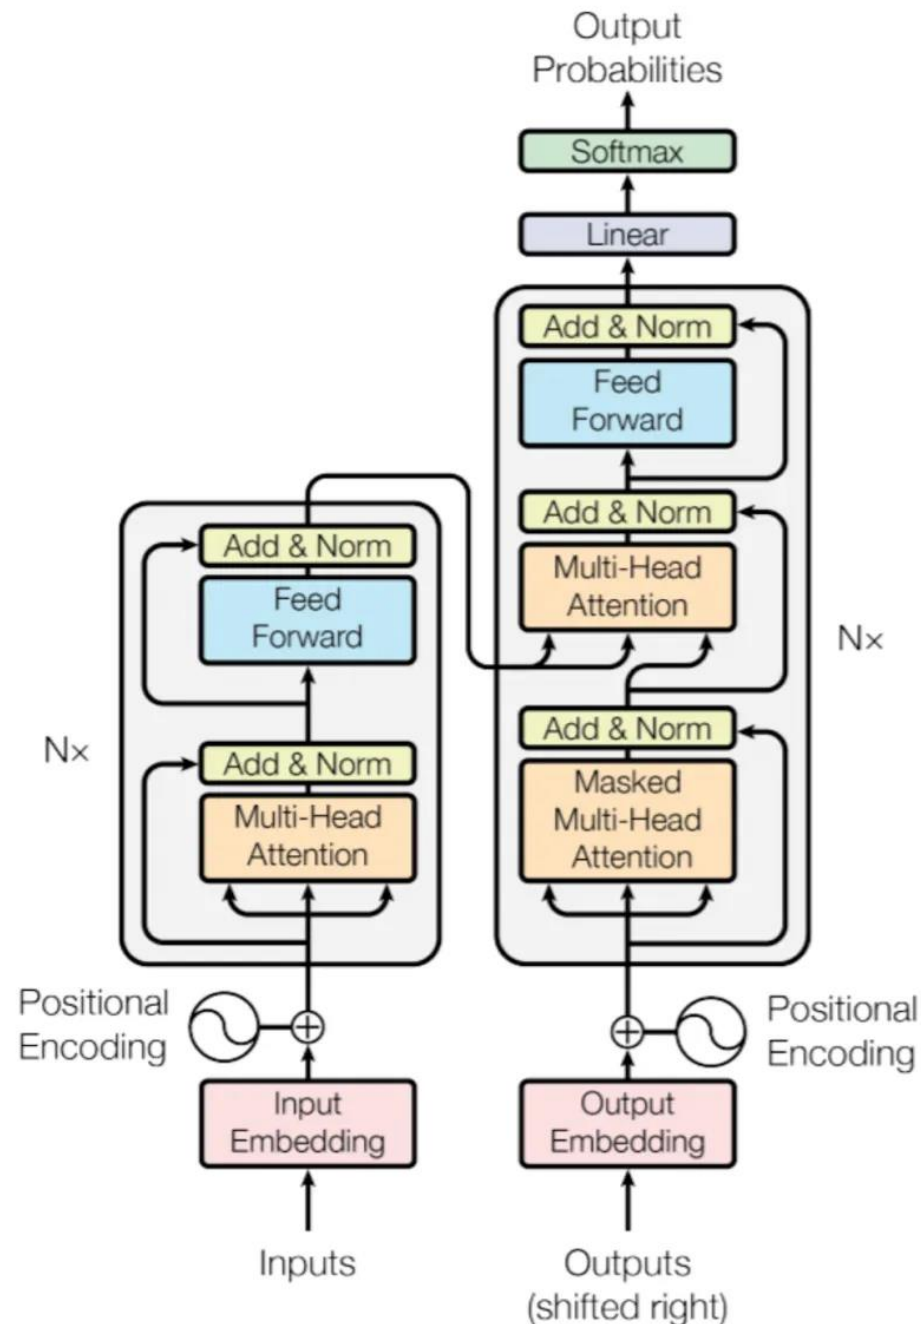 Output
Probabilities
Softmax
Linear
Add & Norm
Feed
Forward
Add & Norm
Multi-Head
Attention
Nx
Add & Norm
Masked
Multi-Head
Attention
Add & Norm
Feed
Forward
Nx
Add & Norm
Multi-Head
Attention
Positional
Encoding
Positional
Encoding
Input
Embedding
Output
Embedding
Inputs
Outputs
(shifted right)